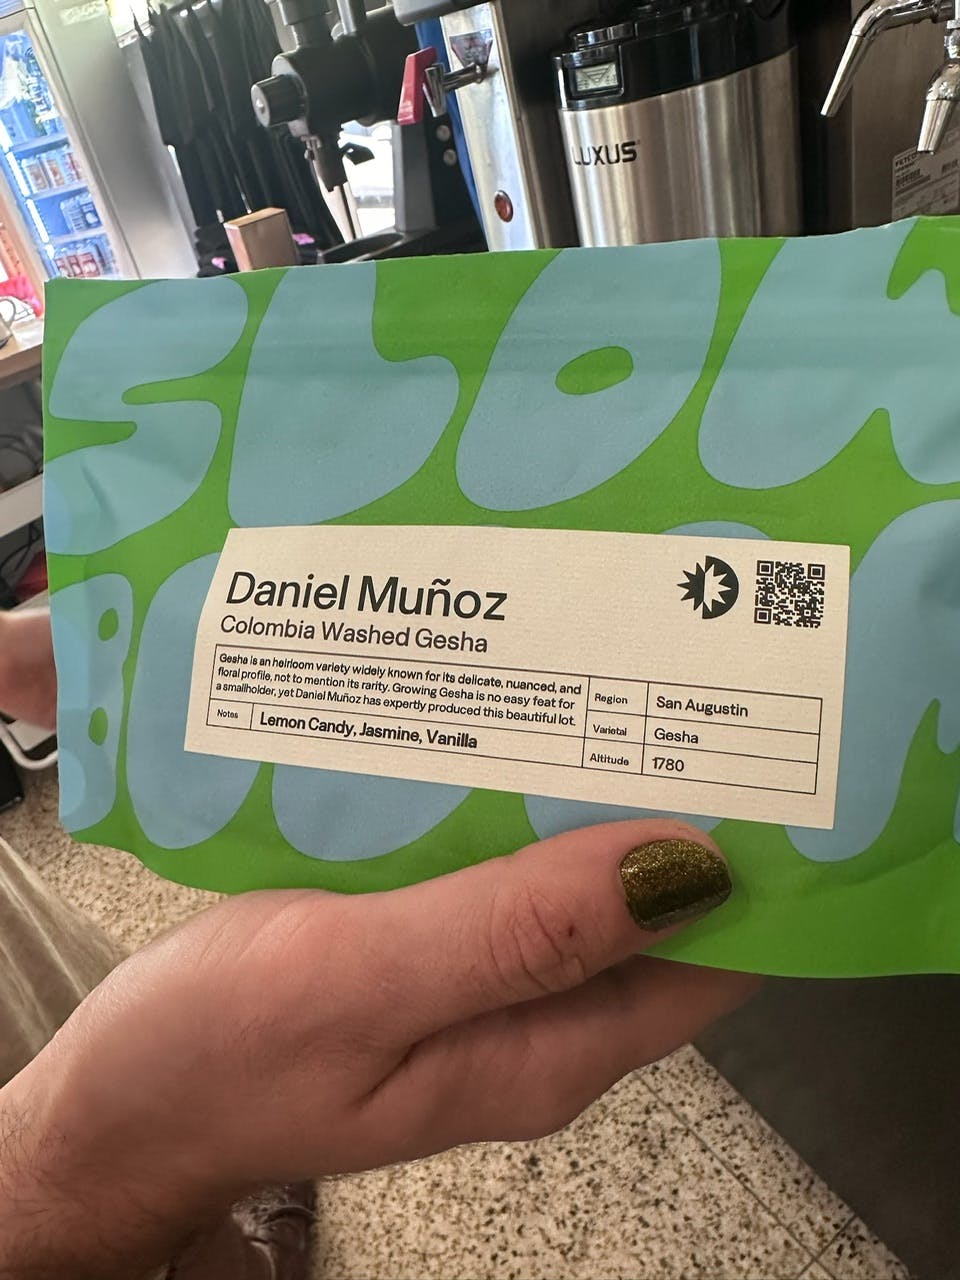 LUXUS
FETCO
SLOW
Daniel Muñoz
Colombia Washed Gesha
Gesha is an heirloom variety widely known for its delicate, nuanced, and
floral profile, not to mention its rarity. Growing Gesha is no easy feat for
a smallholder, yet Daniel Muñoz has expertly produced this beautiful lot.
Notes
Lemon Candy, Jasmine, Vanilla
Region
San Augustin
Varietal
Gesha
Altitude
1780